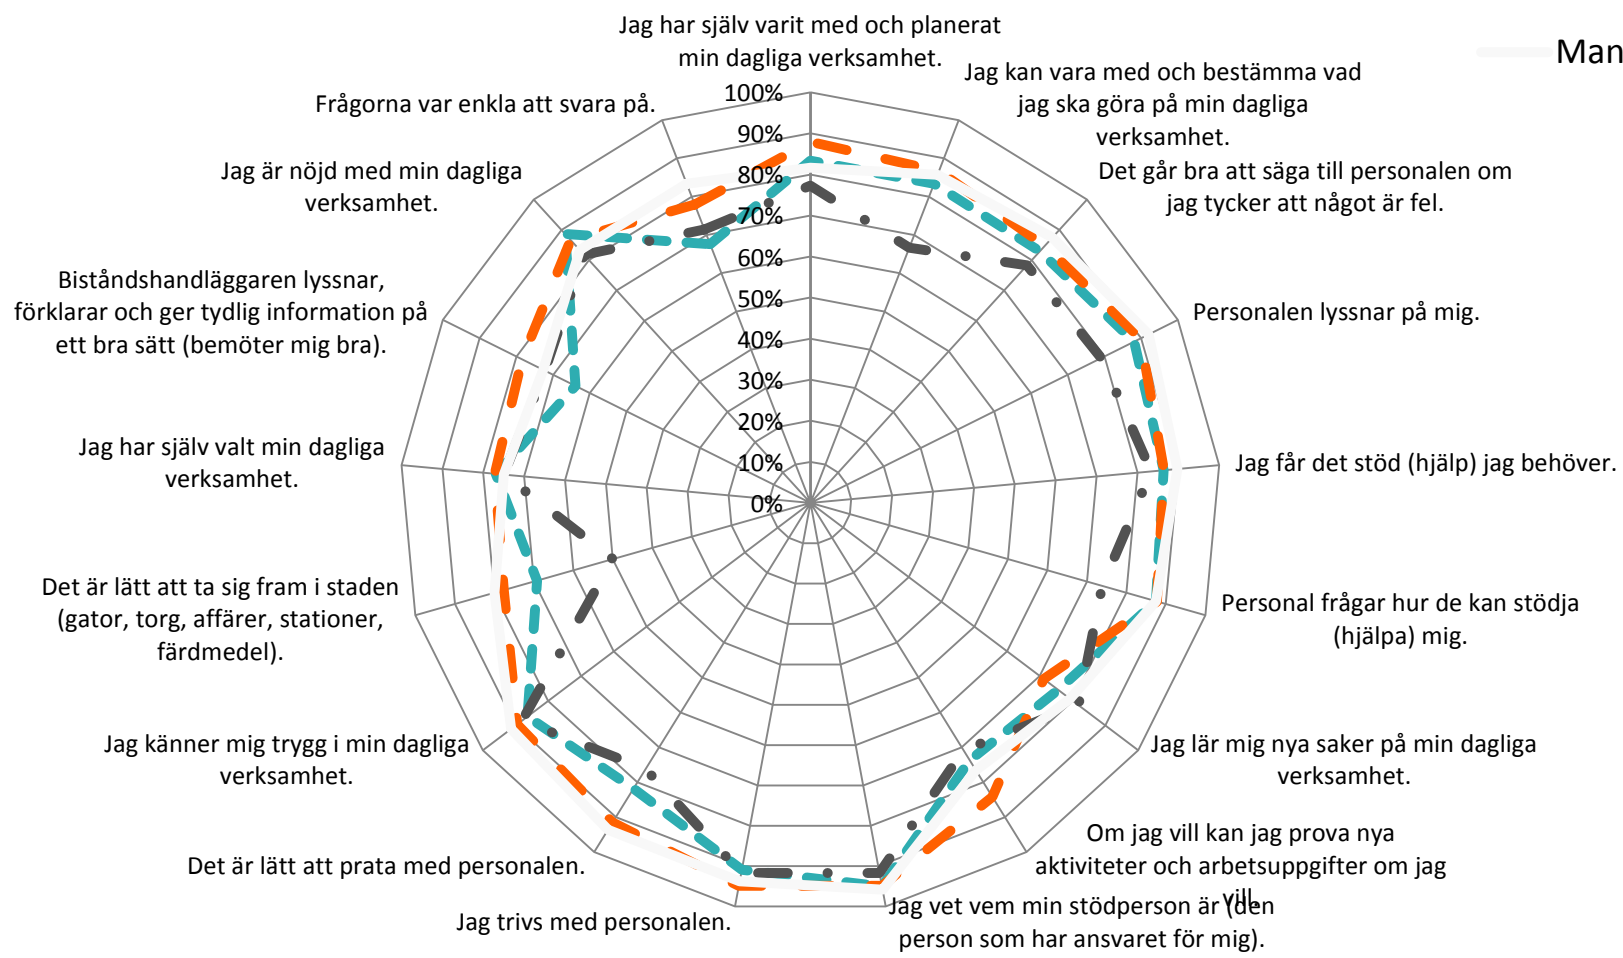 Jag har själv varit med och planerat
min dagliga verksamhet.
Man
Jag kan vara med och bestämma vad
jag ska göra på min dagliga
verksamhet.
Det går bra att säga till personalen om
jag tycker att något är fel.
Personalen lyssnar på mig.
Jag får det stöd (hjälp) jag behöver.
Personal frågar hur de kan stödja
(hjälpa) mig.
Jag lär mig nya saker på min dagliga
verksamhet.
Om jag vill kan jag prova nya
aktiviteter och arbetsuppgifter om jag
vill.
Jag vet vem min stödperson är (den
person som har ansvaret för mig).
Jag trivs med personalen.
Det är lätt att prata med personalen.
Jag känner mig trygg i min dagliga
verksamhet.
Det är lätt att ta sig fram i staden
(gator, torg, affärer, stationer,
färdmedel).
Jag har själv valt min dagliga
verksamhet.
Biståndshandläggaren lyssnar,
förklarar och ger tydlig information på
ett bra sätt (bemöter mig bra).
Jag är nöjd med min dagliga
verksamhet.
Frågorna var enkla att svara på.
100%
90%
80%
70%
60%
50%
40%
30%
20%
10%
0%